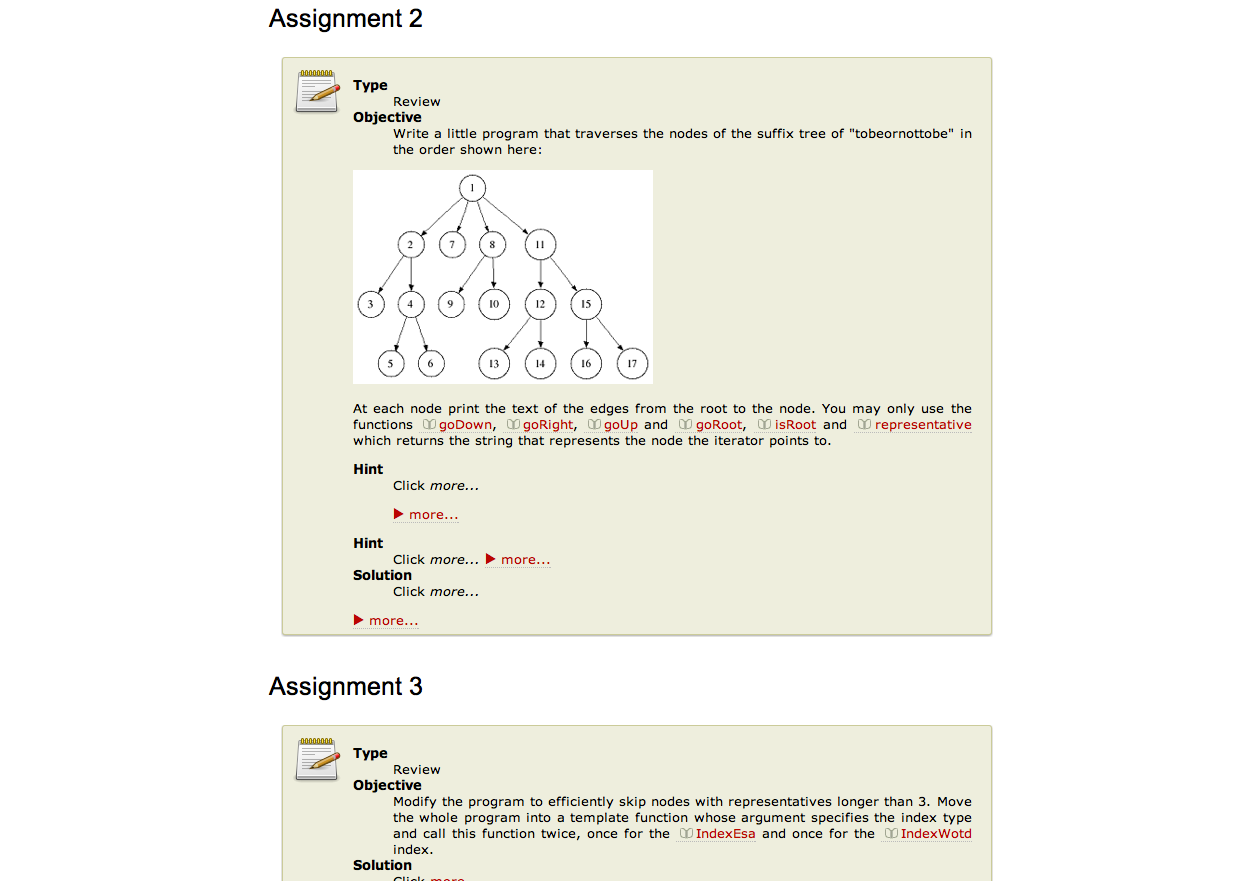 Assignment 2
Type
Review
Objective
Write a little program that traverses the nodes of the suffix tree of "tobeornottobe" in
the order shown here:
1
2 7 8 11
3 4 9 10 12 15
5 6 13 14 16 17
At each node print the text of the edges from the root to the node. You may only use the
functions goDown, goRight, goUp and goRoot, isRoot and representative
which returns the string that represents the node the iterator points to.
Hint
Click more...
more...
Hint
Click more... more...
Solution
Click more...
more...
Assignment 3
Type
Review
Objective
Modify the program to efficiently skip nodes with representatives longer than 3. Move
the whole program into a template function whose argument specifies the index type
and call this function twice, once for the IndexEsa and once for the IndexWotd
index.
Solution
Click more